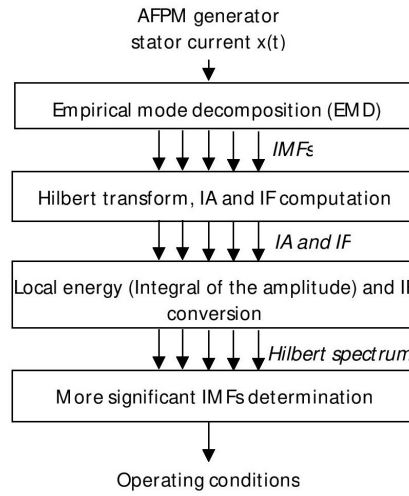 AFPM generator
stator current x(t)
Empirical mode decomposition (EMD)
IMFs
Hilbert transform, IA and IF computation
IA and IF
Local energy (Integral of the amplitude) and IF
conversion
Hilbert spectrum
More significant IMFs determination
Operating conditions